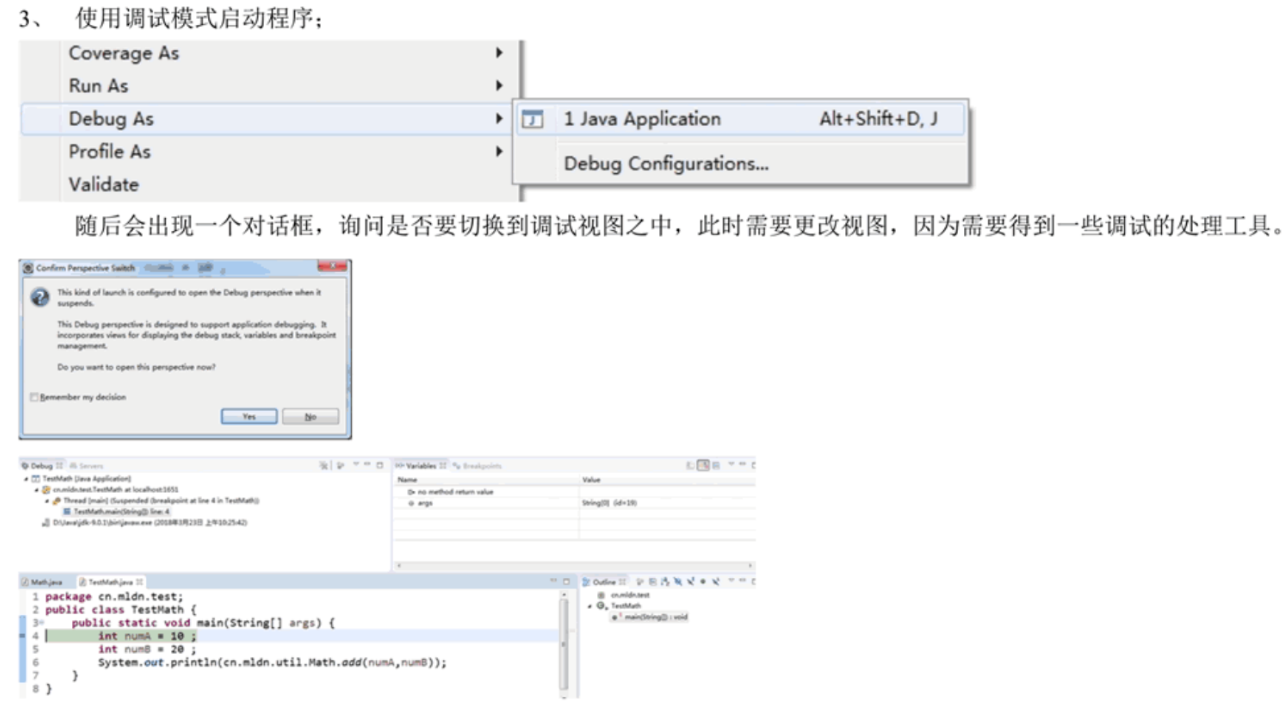 3、 使用调试模式启动程序；
Coverage As
Run As
Debug As
Profile As
Validate
1 Java Application Alt+Shift+D, J
Debug Configurations...
随后会出现一个对话框，询问是否要切换到调试视图之中，此时需要更改视图，因为需要得到一些调试的处理工具。
Confirm Perspective Switch
This kind of launch is configured to open the Debug perspective when it
suspends.
This Debug perspective is designed to support application debugging. It
incorporates views for displaying the debug stack, variables and breakpoint
management.
Do you want to open this perspective now?
Remember my decision
Yes No
Debug Servers
TestMath [Java Application]
cn.mldn.test.TestMath at localhost:1651
Thread [main] (Suspended (breakpoint at line 4 in TestMath))
TestMath.main(String[]) line: 4
D:\Java\jdk-9.0.1\bin\javaw.exe (2018年3月23日 上午10:25:42)
Variables Breakpoints
Name Value
no method return value
args String[0] (id=19)
Math.java TestMath.java
1 package cn.mldn.test;
2 public class TestMath {
3 public static void main(String[] args) {
4 int numA = 10 ;
5 int numB = 20 ;
6 System.out.println(cn.mldn.util.Math.add(numA,numB));
7 }
8 }
Outline
cn.mldn.test
TestMath
main(String[]) : void